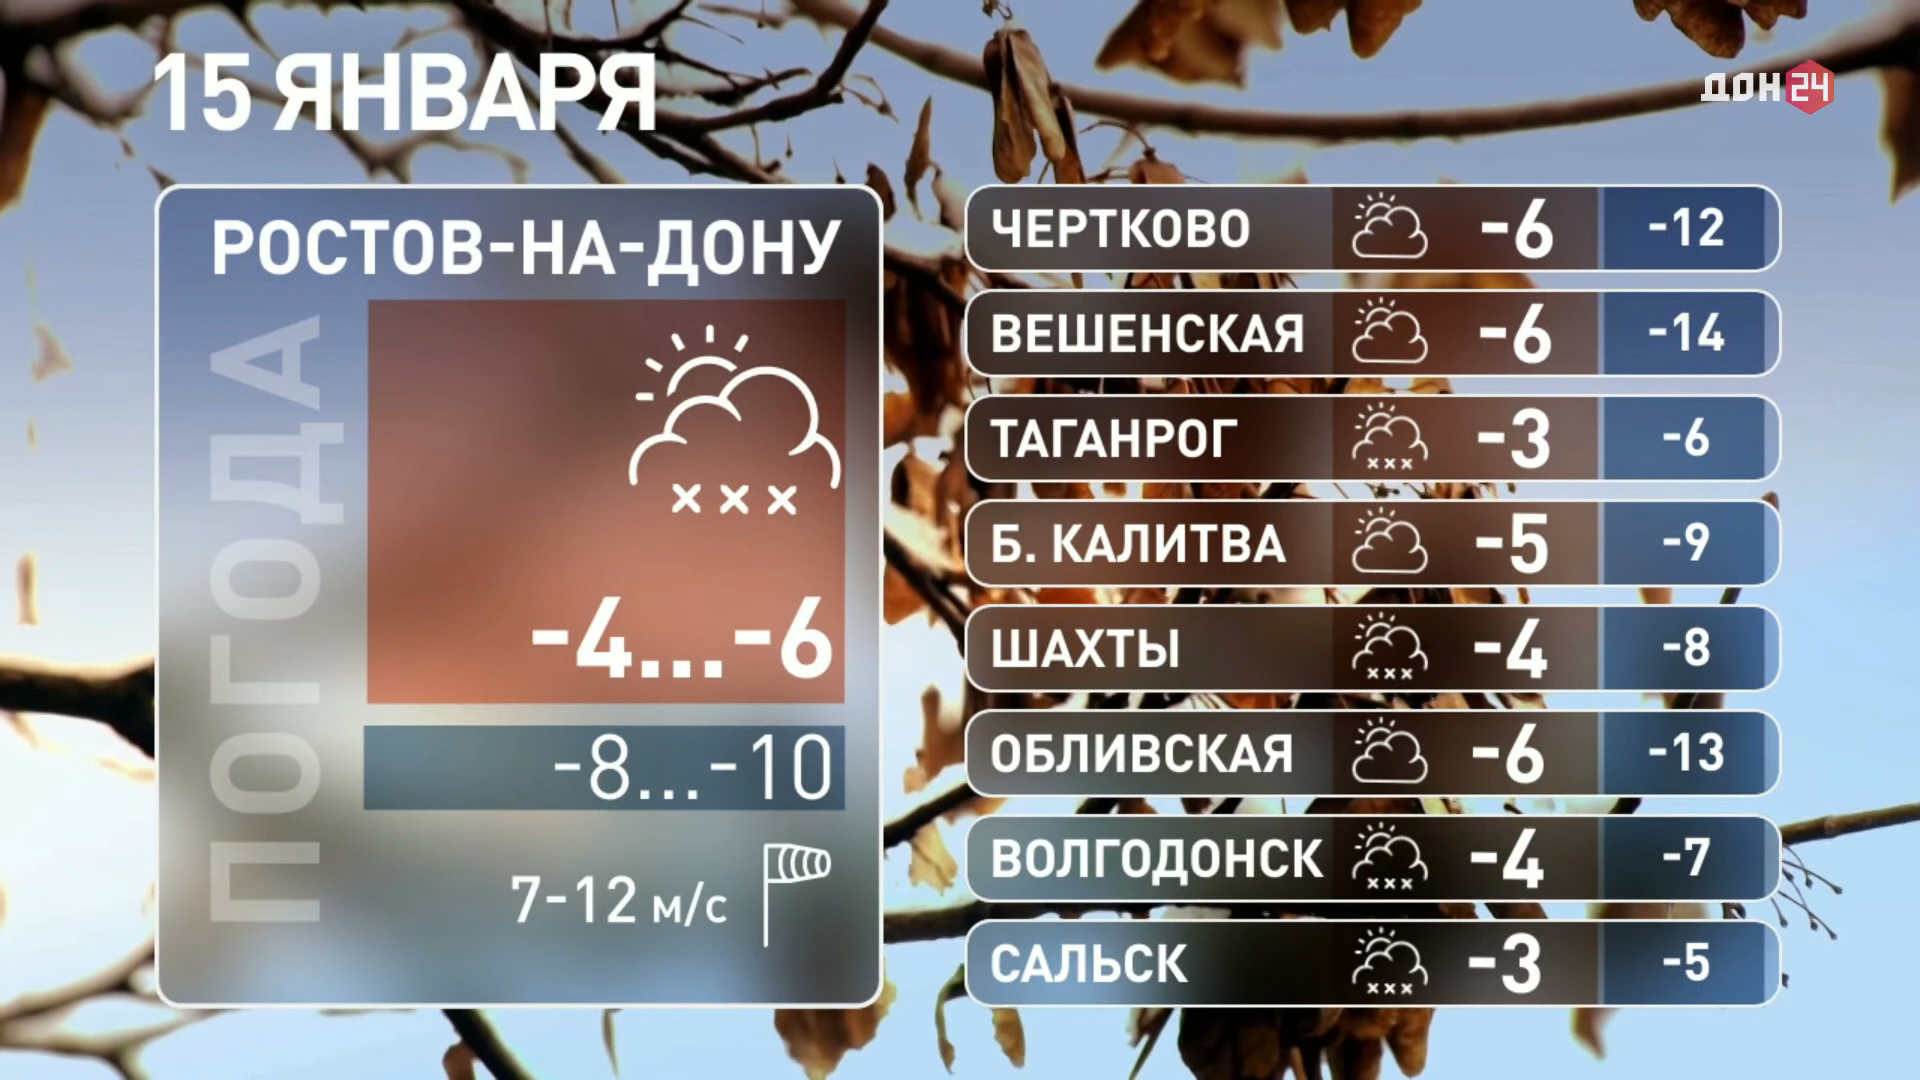 15 ЯНВАРЯ
ДОН 24
РОСТОВ-НА-ДОНУ
ПОГОДА
-4...-6
-8...-10
7-12 м/с
ЧЕРТКОВО -6 -12
ВЕШЕНСКАЯ -6 -14
ТАГАНРОГ -3 -6
Б. КАЛИТВА -5 -9
ШАХТЫ -4 -8
ОБЛИВСКАЯ -6 -13
ВОЛГОДОНСК -4 -7
САЛЬСК -3 -5